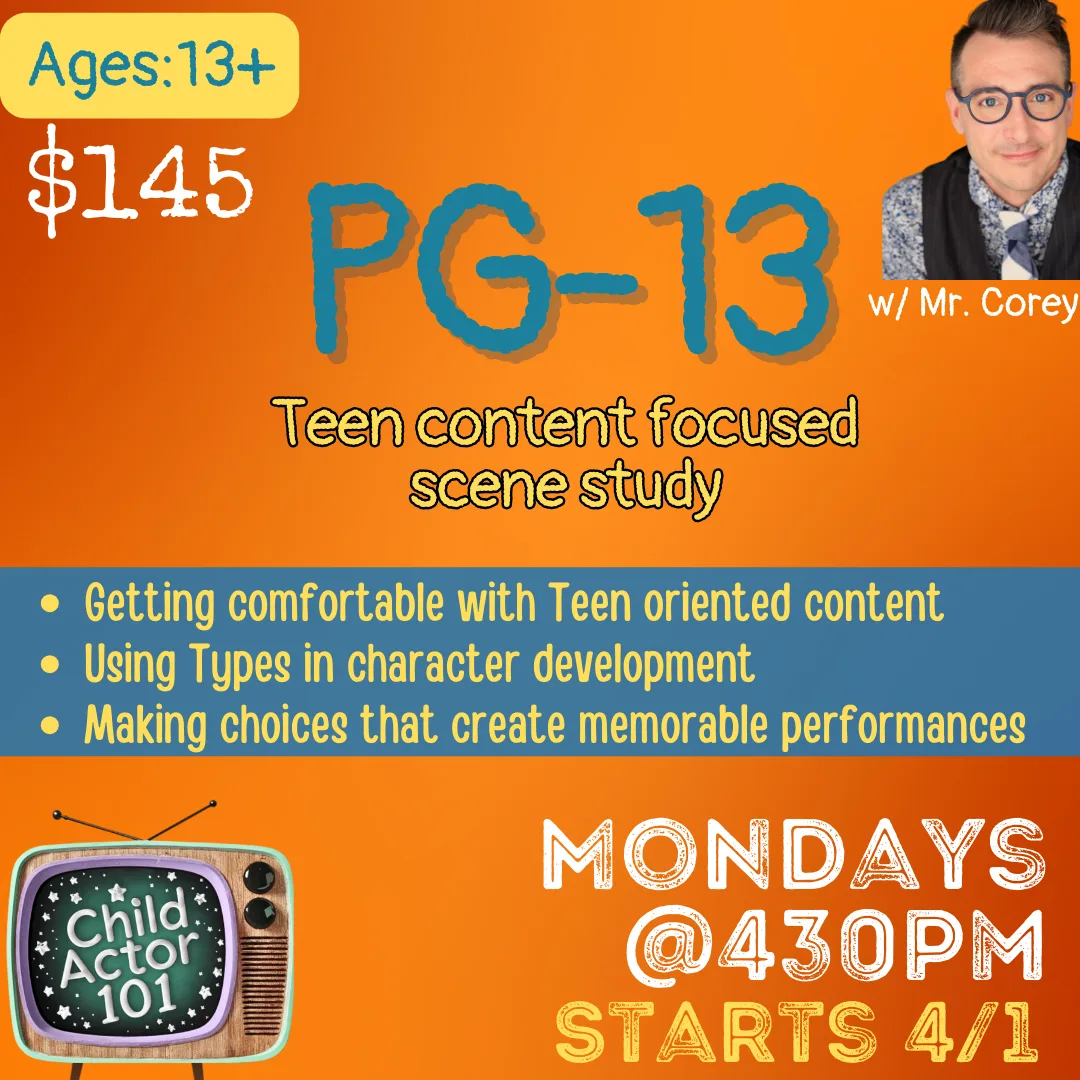 Ages:13+
$145
w/ Mr. Corey
PG-13
Teen content focused
scene study
• Getting comfortable with Teen oriented content
• Using Types in character development
• Making choices that create memorable performances
Child
Actor
101
MONDAYS
@430PM
STARTS 4/1